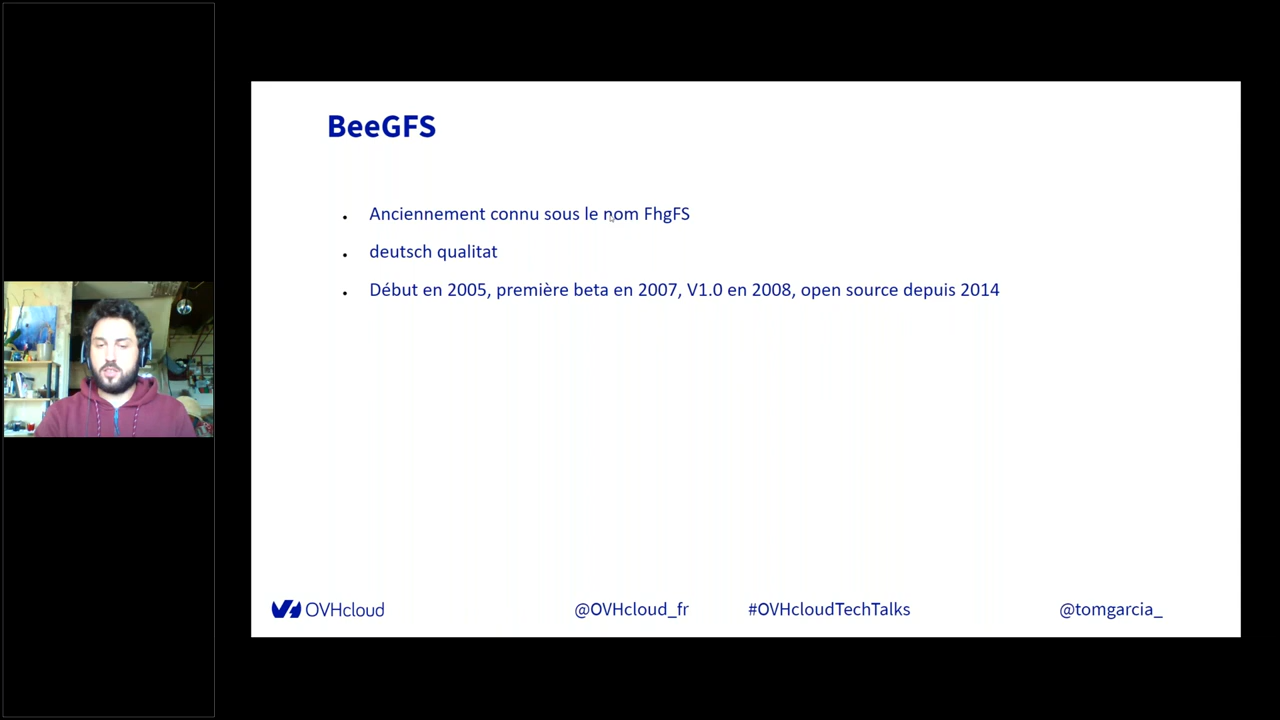 BeeGFS
Anciennement connu sous le nom FhgFS
deutsch qualitat
Début en 2005, première beta en 2007, V1.0 en 2008, open source depuis 2014
OVHcloud @OVHcloud_fr #OVHcloudTechTalks @tomgarcia_